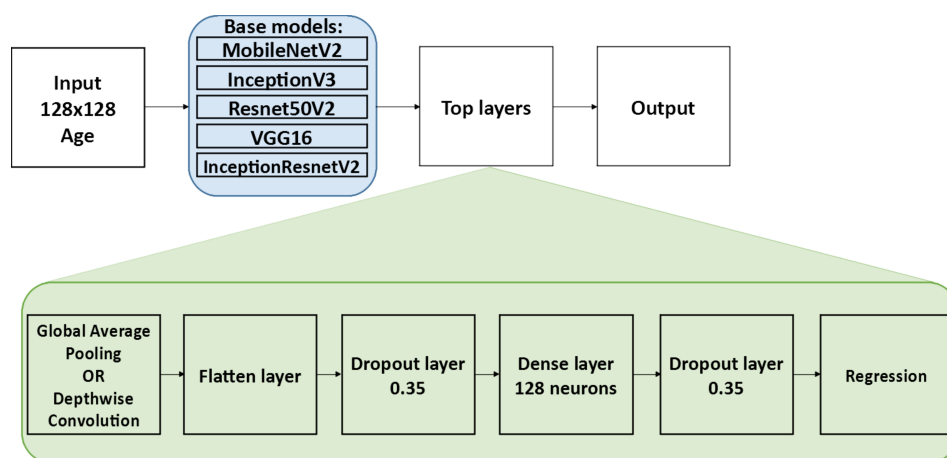 Base models:
MobileNetV2
InceptionV3
Resnet50V2
VGG16
InceptionResnetV2
Input
128x128
Age
Top layers
Output
Global Average
Pooling
OR
Depthwise
Convolution
Flatten layer
Dropout layer
0.35
Dense layer
128 neurons
Dropout layer
0.35
Regression